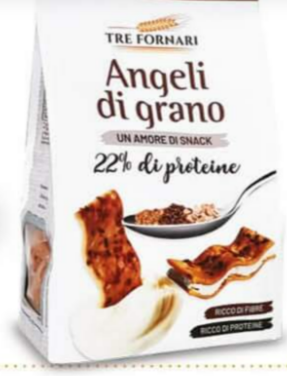 TRE FORNARI
Angeli
di grano
UN AMORE DI SNACK
22% di proteine
RICCO DI FIBRE
RICCO DI PROTEINE